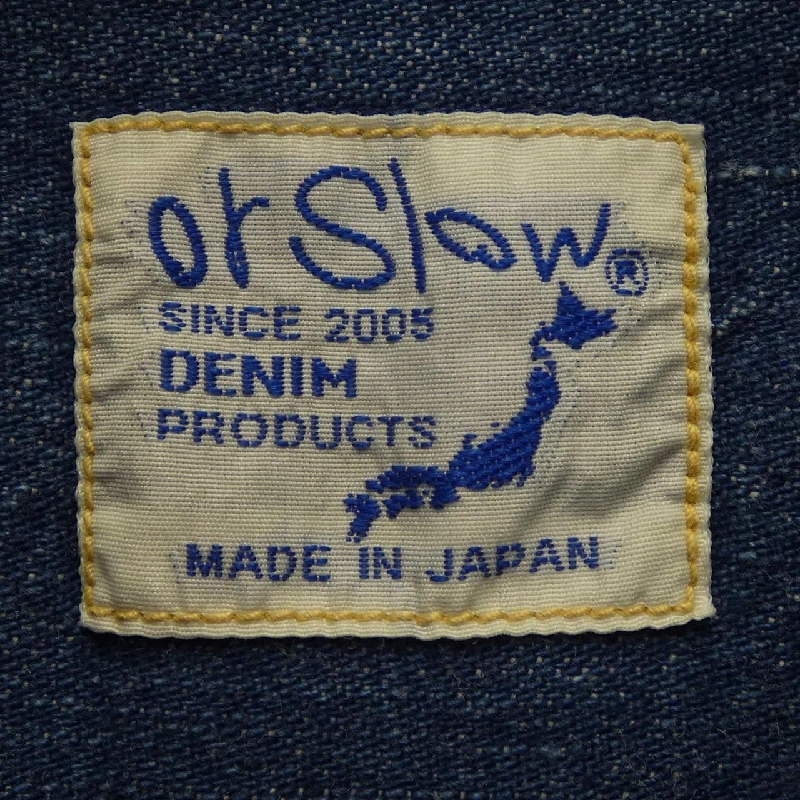 orSlow®
SINCE 2005
DENIM
PRODUCTS
MADE IN JAPAN